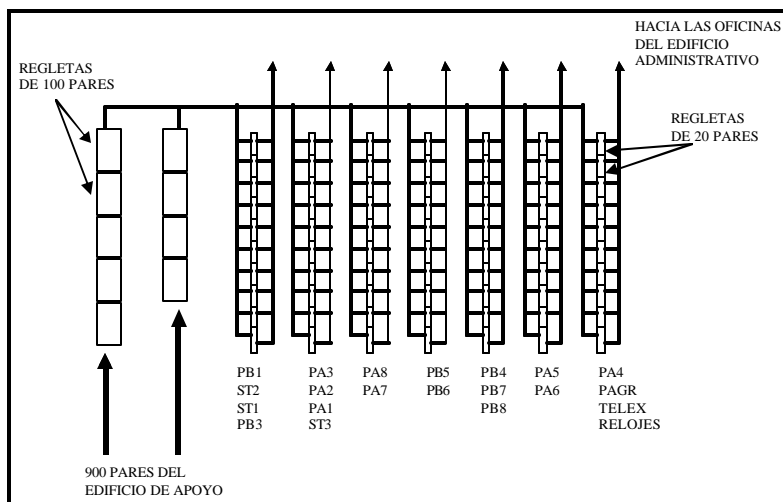 HACIA LAS OFICINAS
DEL EDIFICIO
ADMINISTRATIVO
REGLETAS
DE 100 PARES
REGLETAS
DE 20 PARES
PB1
ST2
ST1
PB3
PA3
PA2
PA1
ST3
PA8
PA7
PB5
PB6
PB4
PB7
PB8
PA5
PA6
PA4
PAGR
TELEX
RELOJES
900 PARES DEL
EDIFICIO DE APOYO